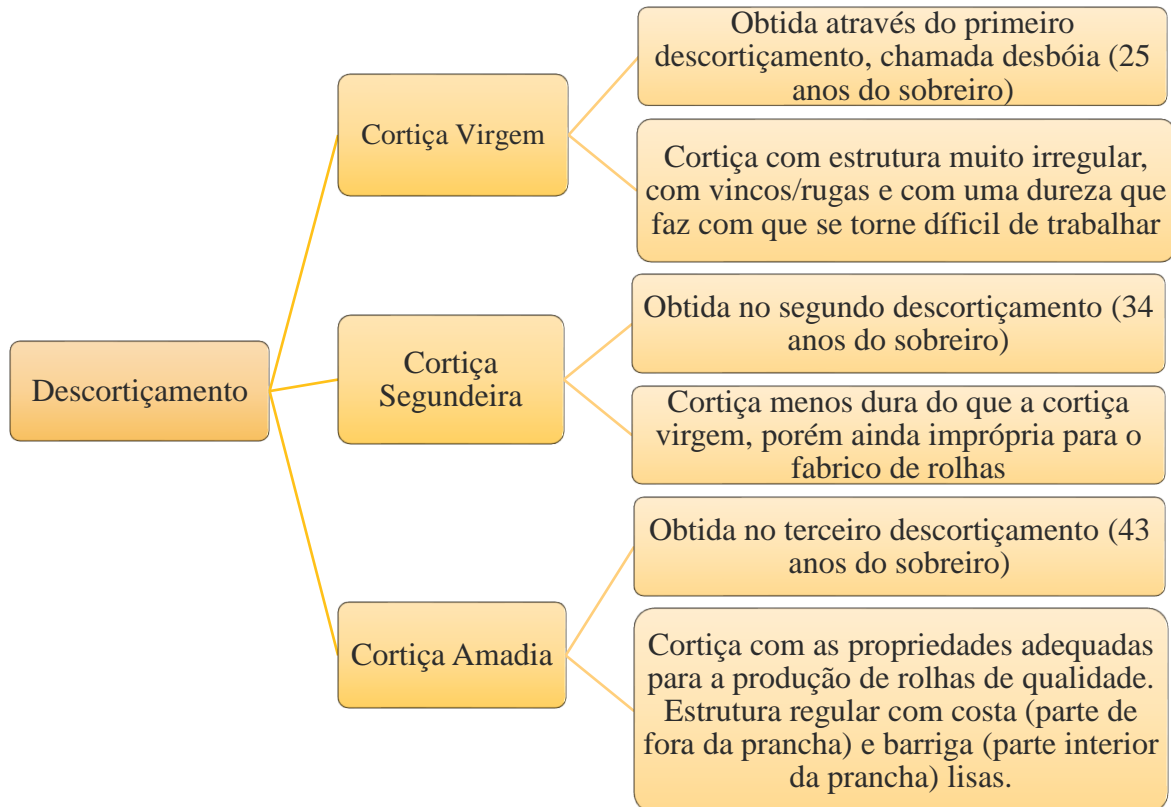 Descortiçamento
Cortiça Virgem
Obtida através do primeiro
descortiçamento, chamada desbóia (25
anos do sobreiro)
Cortiça com estrutura muito irregular,
com vincos/rugas e com uma dureza que
faz com que se torne díficil de trabalhar
Cortiça
Segundeira
Obtida no segundo descortiçamento (34
anos do sobreiro)
Cortiça menos dura do que a cortiça
virgem, porém ainda imprópria para o
fabrico de rolhas
Cortiça Amadia
Obtida no terceiro descortiçamento (43
anos do sobreiro)
Cortiça com as propriedades adequadas
para a produção de rolhas de qualidade.
Estrutura regular com costa (parte de
fora da prancha) e barriga (parte interior
da prancha) lisas.